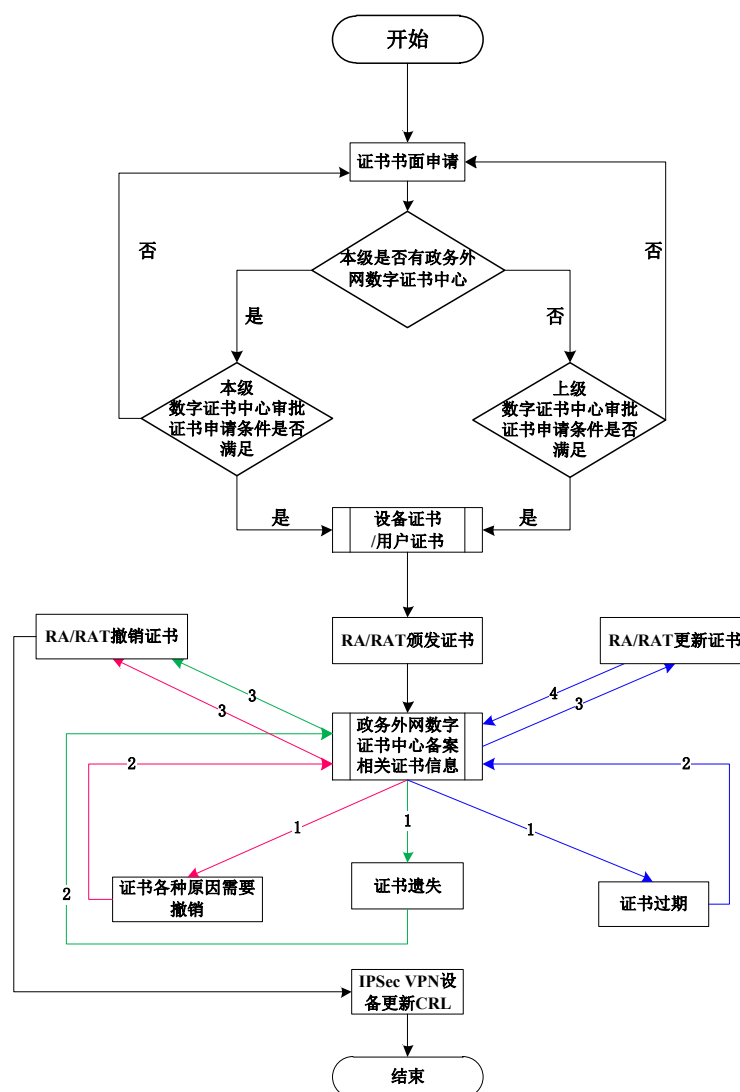 开始
证书书面申请
否
否
本级是否有政务外
网数字证书中心
是
否
本级
数字证书中心审批
证书申请条件是否
满足
上级
数字证书中心审批
证书申请条件是否
满足
是
设备证书
/用户证书
是
RA/RAT撤销证书
RA/RAT颁发证书
RA/RAT更新证书
3
3
4
3
政务外网数字
证书中心备案
相关证书信息
2
2
1
1
1
2
证书各种原因需要
撤销
证书遗失
证书过期
IPSec VPN设
备更新CRL
结束